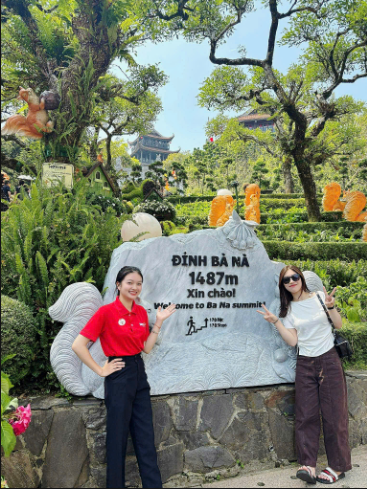 ĐỈNH BÀ NÀ
1487m
Xin chào!
Welcome to Ba Na summit!